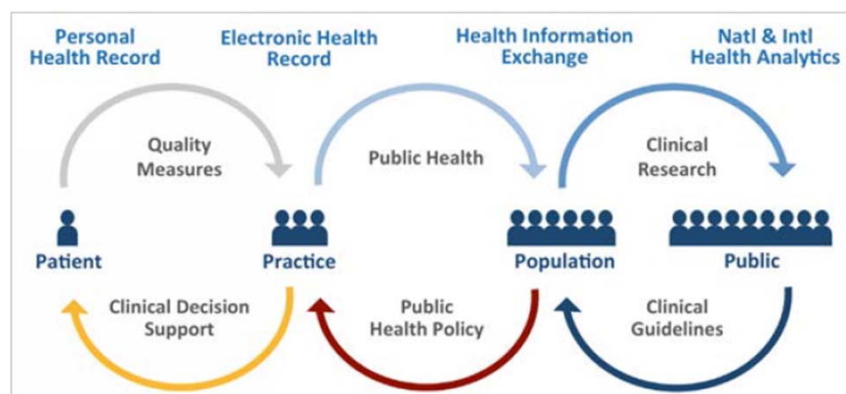 Personal
Health Record
Electronic Health
Record
Health Information
Exchange
Natl & Intl
Health Analytics
Quality
Measures
Public Health
Clinical
Research
Patient
Practice
Population
Public
Clinical Decision
Support
Public
Health Policy
Clinical
Guidelines